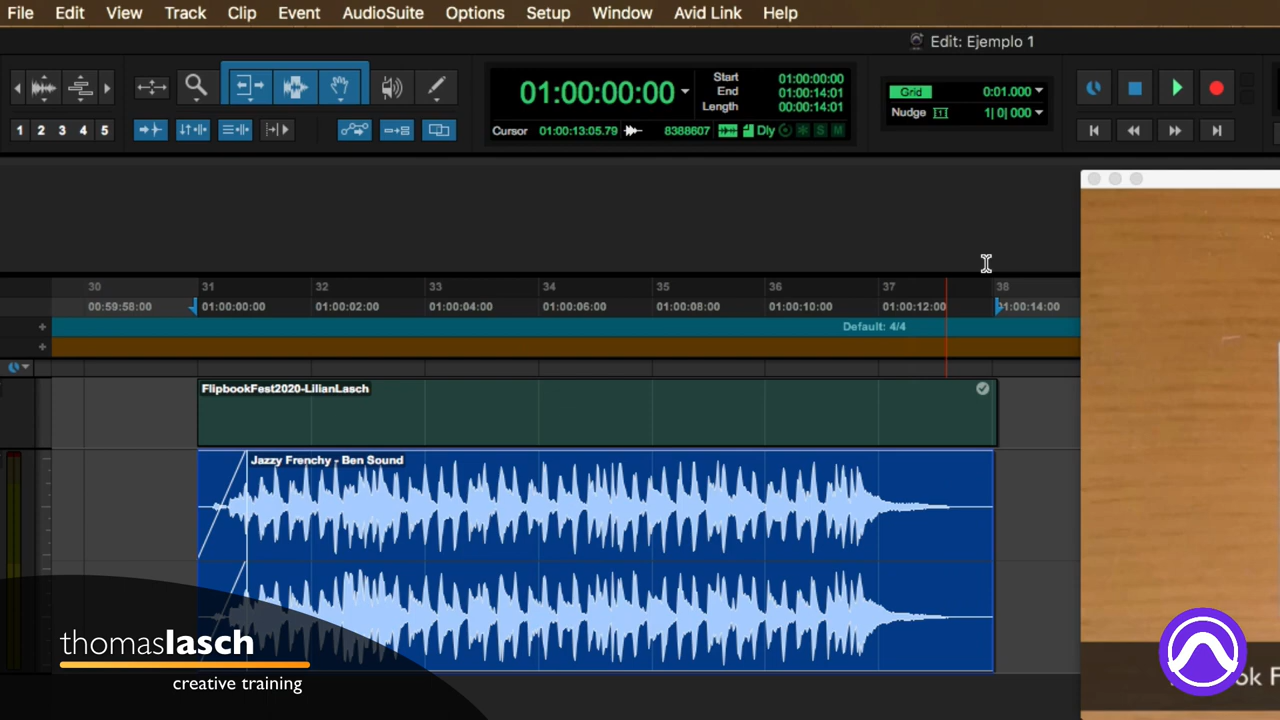 File Edit View Track Clip Event AudioSuite Options Setup Window Avid Link Help
Edit: Ejemplo 1
01:00:00:00
Start 01:00:00:00
End 01:00:14:01
Length 00:00:14:01
Grid 0:01.000
Nudge 1| 0| 000
1 2 3 4 5
Cursor 01:00:13:05.79 8388607 Dly S M
30 31 32 33 34 35 36 37 38
00:59:58:00 01:00:00:00 01:00:02:00 01:00:04:00 01:00:06:00 01:00:08:00 01:00:10:00 01:00:12:00 01:00:14:00
Default: 4/4
FlipbookFest2020-LilianLasch
Jazzy Frenchy - Ben Sound
thomaslasch
creative training
ok F